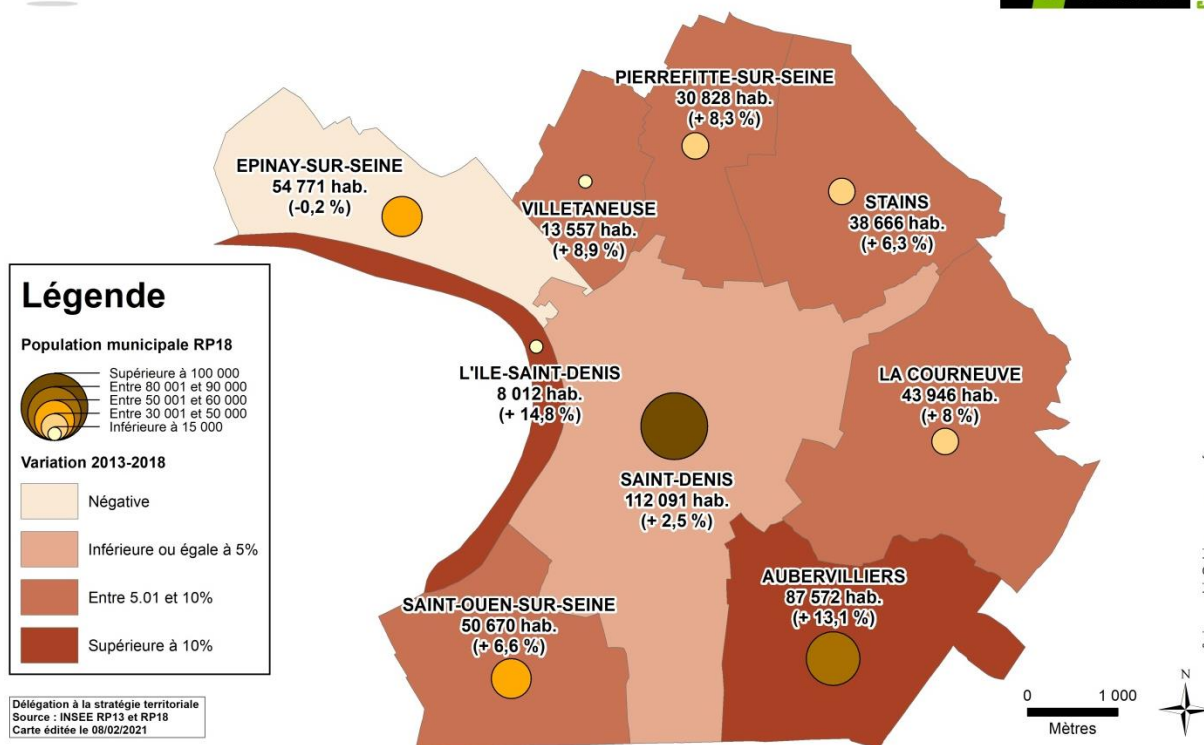 PIERREFITTE-SUR-SEINE
30 828 hab.
(+ 8,3 %)
EPINAY-SUR-SEINE
54 771 hab.
(-0,2 %)
VILLETANEUSE
13 557 hab.
(+ 8,9 %)
STAINS
38 666 hab.
(+ 6,3 %)
L'ILE-SAINT-DENIS
8 012 hab.
(+ 14,8 %)
LA COURNEUVE
43 946 hab.
(+ 8 %)
SAINT-DENIS
112 091 hab.
(+ 2,5 %)
AUBERVILLIERS
87 572 hab.
(+ 13,1 %)
SAINT-OUEN-SUR-SEINE
50 670 hab.
(+ 6,6 %)
Légende
Population municipale RP18
Supérieure à 100 000
Entre 80 001 et 90 000
Entre 50 001 et 60 000
Entre 30 001 et 50 000
Inférieure à 15 000
Variation 2013-2018
Négative
Inférieure ou égale à 5%
Entre 5.01 et 10%
Supérieure à 10%
Délégation à la stratégie territoriale
Source : INSEE RP13 et RP18
Carte éditée le 08/02/2021
0 1 000
Mètres
N